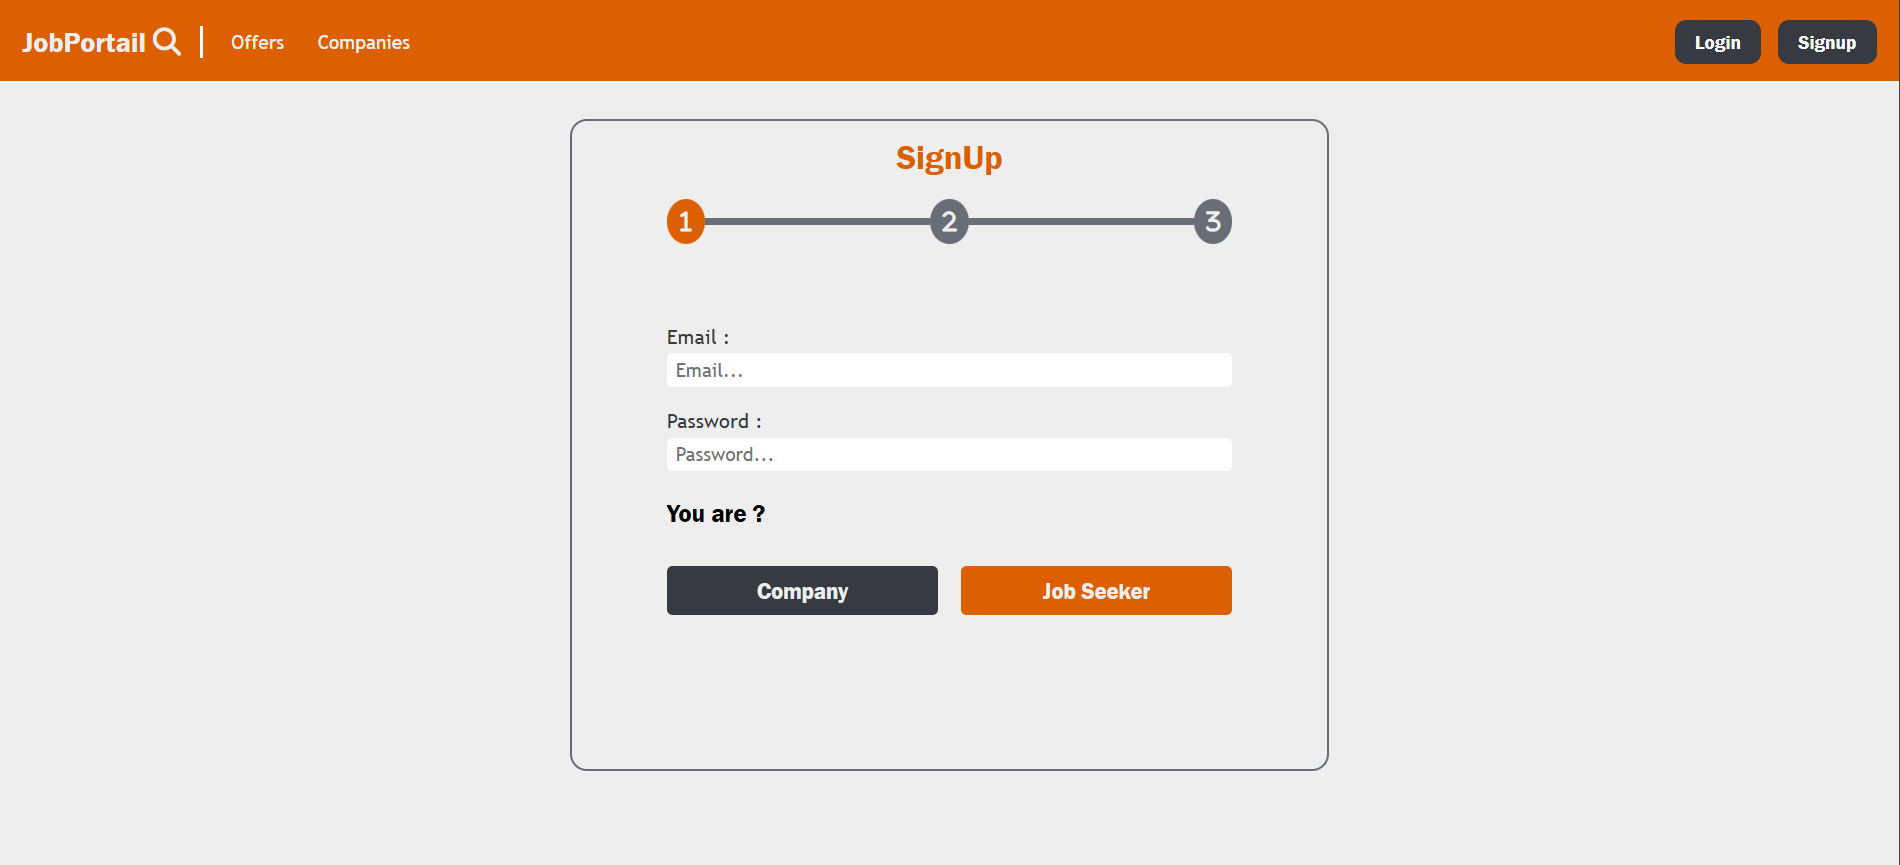 JobPortail Offers Companies Login Signup
SignUp
1 2 3
Email :
Email...
Password :
Password...
You are ?
Company Job Seeker